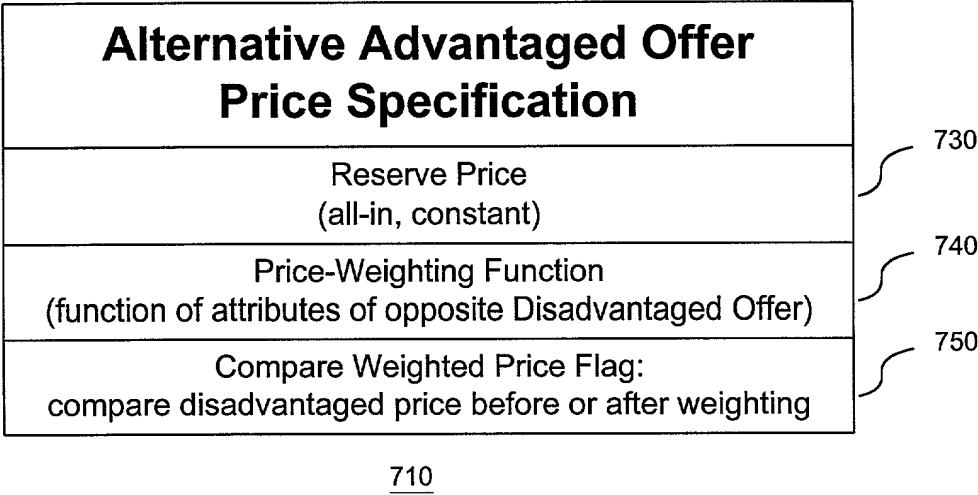 Alternative Advantaged Offer
Price Specification
730
Reserve Price
(all-in, constant)
740
Price-Weighting Function
(function of attributes of opposite Disadvantaged Offer)
750
Compare Weighted Price Flag:
compare disadvantaged price before or after weighting
710